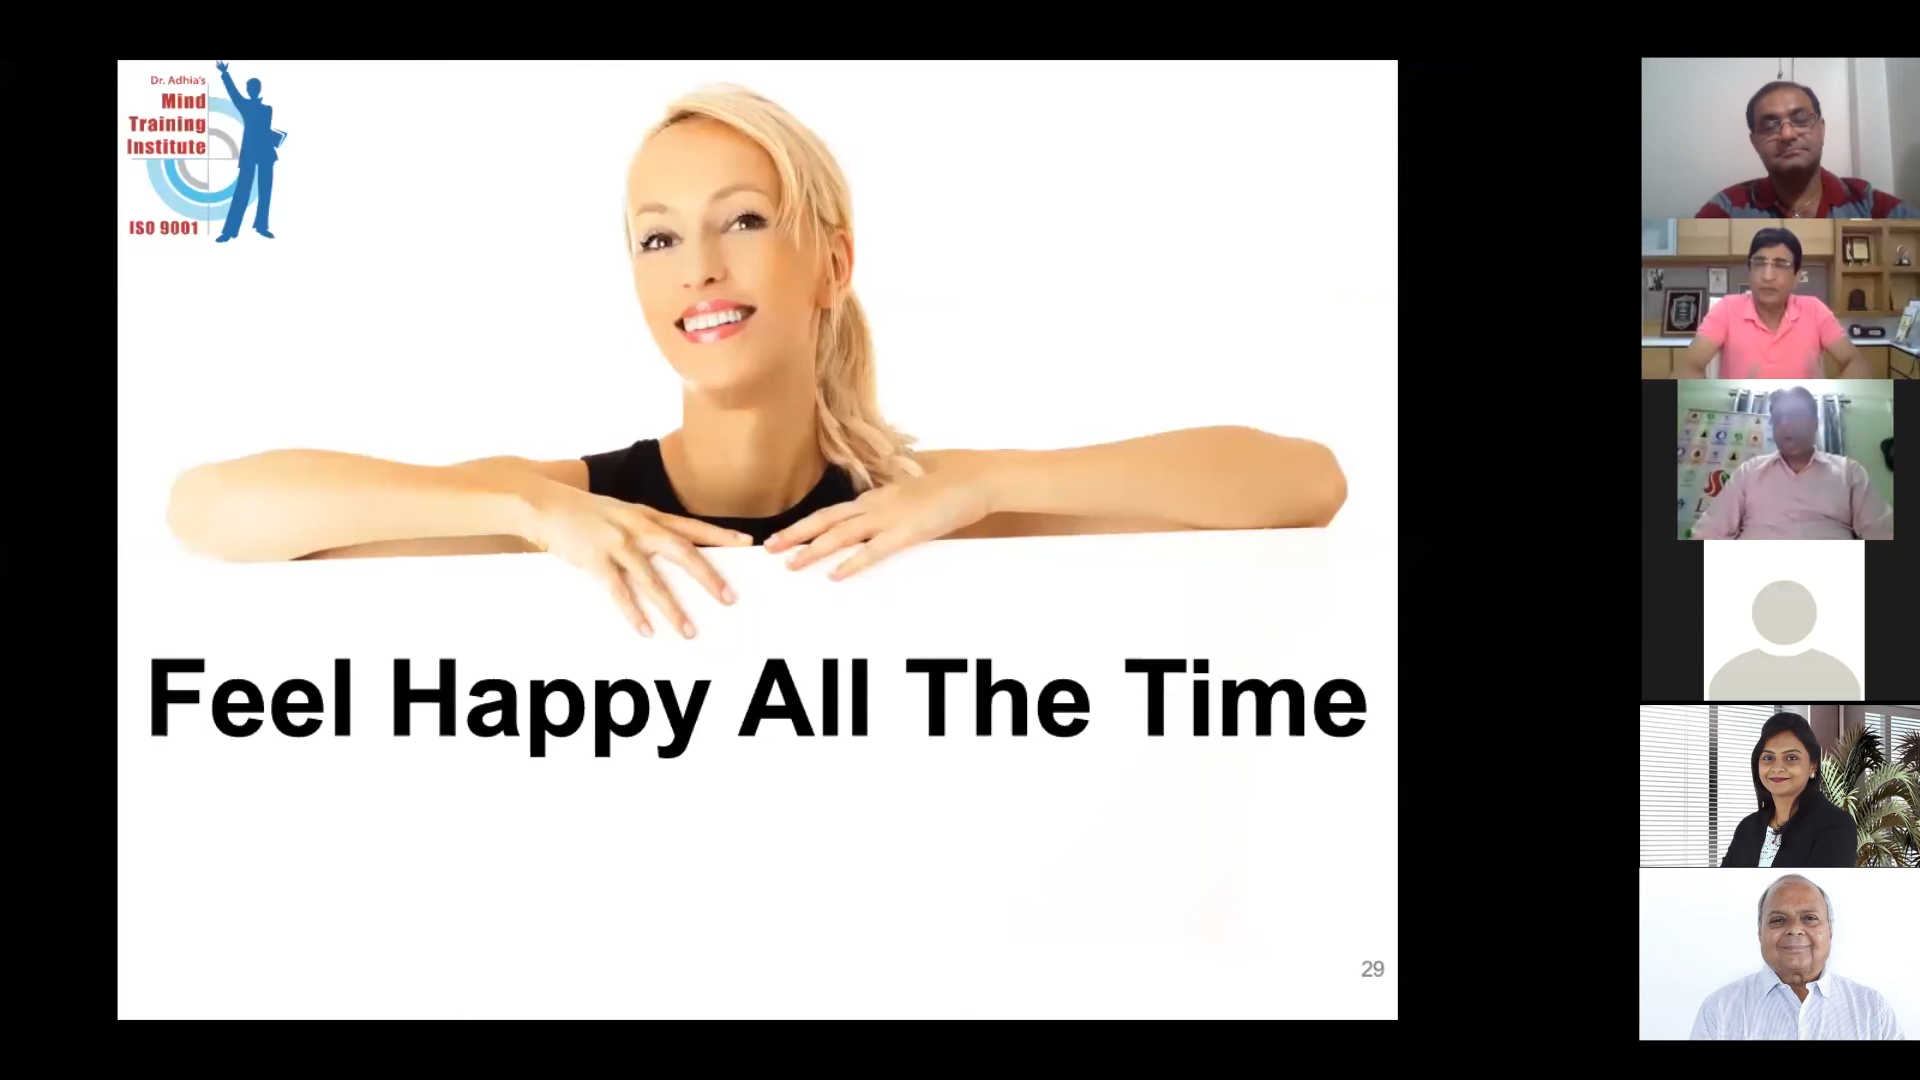 Dr. Adhia's
Mind
Training
Institute
ISO 9001
Feel Happy All The Time
29